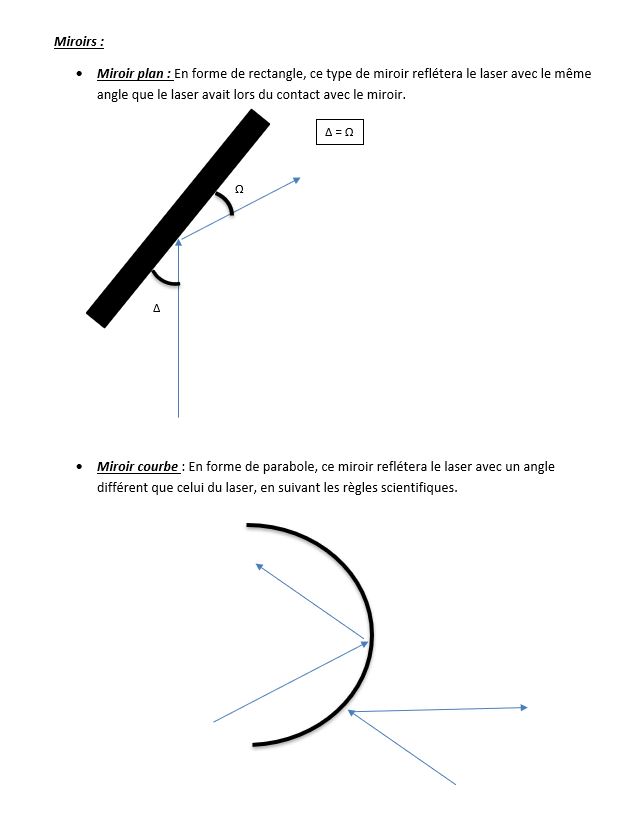 Miroirs :
• Miroir plan : En forme de rectangle, ce type de miroir reflétera le laser avec le même
angle que le laser avait lors du contact avec le miroir.
Δ = Ω
Ω
Δ
• Miroir courbe : En forme de parabole, ce miroir reflétera le laser avec un angle
différent que celui du laser, en suivant les règles scientifiques.